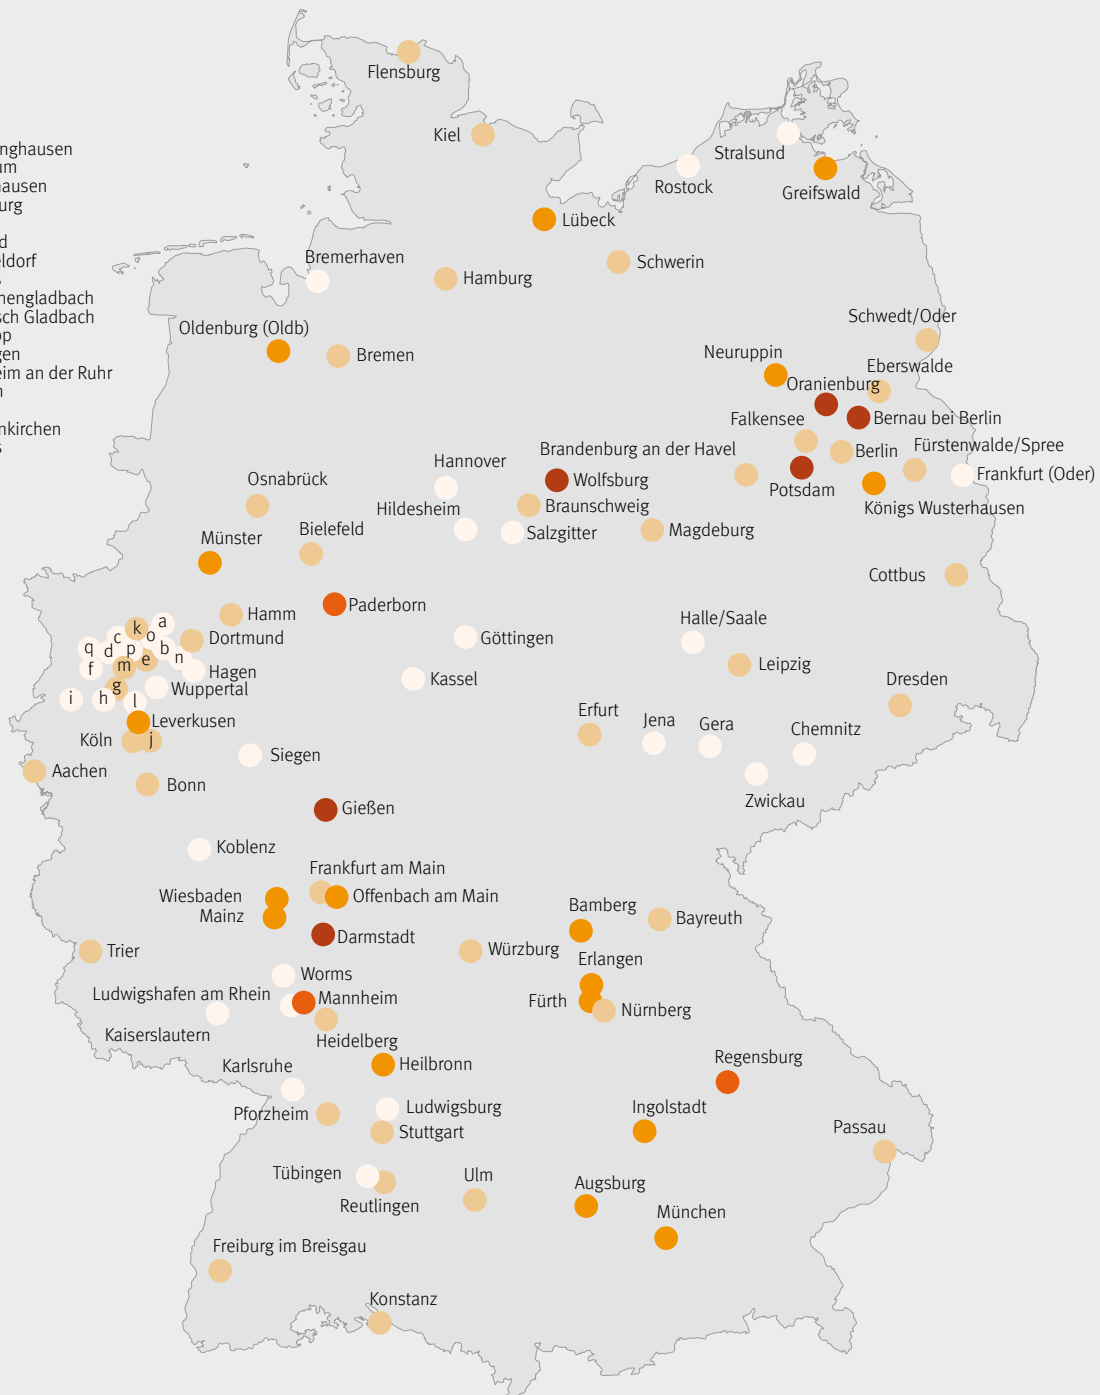 Flensburg
Kiel
Stralsund
Rostock
Greifswald
nghausen
um
hausen
urg
d
eldorf
s
hengladbach
sch Gladbach
op
gen
eim an der Ruhr
n
nkirchen
s
Lübeck
Bremerhaven
Schwerin
Hamburg
Oldenburg (Oldb)
Bremen
Schwedt/Oder
Neuruppin
Eberswalde
Oranienburg
Falkensee
Bernau bei Berlin
Brandenburg an der Havel
Berlin
Fürstenwalde/Spree
Frankfurt (Oder)
Potsdam
Königs Wusterhausen
Hannover
Wolfsburg
Osnabrück
Hildesheim
Braunschweig
Salzgitter
Magdeburg
Münster
Bielefeld
Cottbus
Paderborn
Hamm
Halle/Saale
Göttingen
Dortmund
k
a
c
o
q
d
p
b
e
n
f
m
g
i
h
l
j
Hagen
Wuppertal
Kassel
Leipzig
Dresden
Leverkusen
Köln
Erfurt
Jena
Gera
Chemnitz
Siegen
Zwickau
Aachen
Bonn
Gießen
Koblenz
Frankfurt am Main
Wiesbaden
Offenbach am Main
Mainz
Bamberg
Bayreuth
Darmstadt
Trier
Würzburg
Erlangen
Worms
Ludwigshafen am Rhein
Mannheim
Fürth
Nürnberg
Kaiserslautern
Heidelberg
Heilbronn
Regensburg
Karlsruhe
Ludwigsburg
Pforzheim
Stuttgart
Ingolstadt
Passau
Tübingen
Ulm
Augsburg
Reutlingen
München
Freiburg im Breisgau
Konstanz